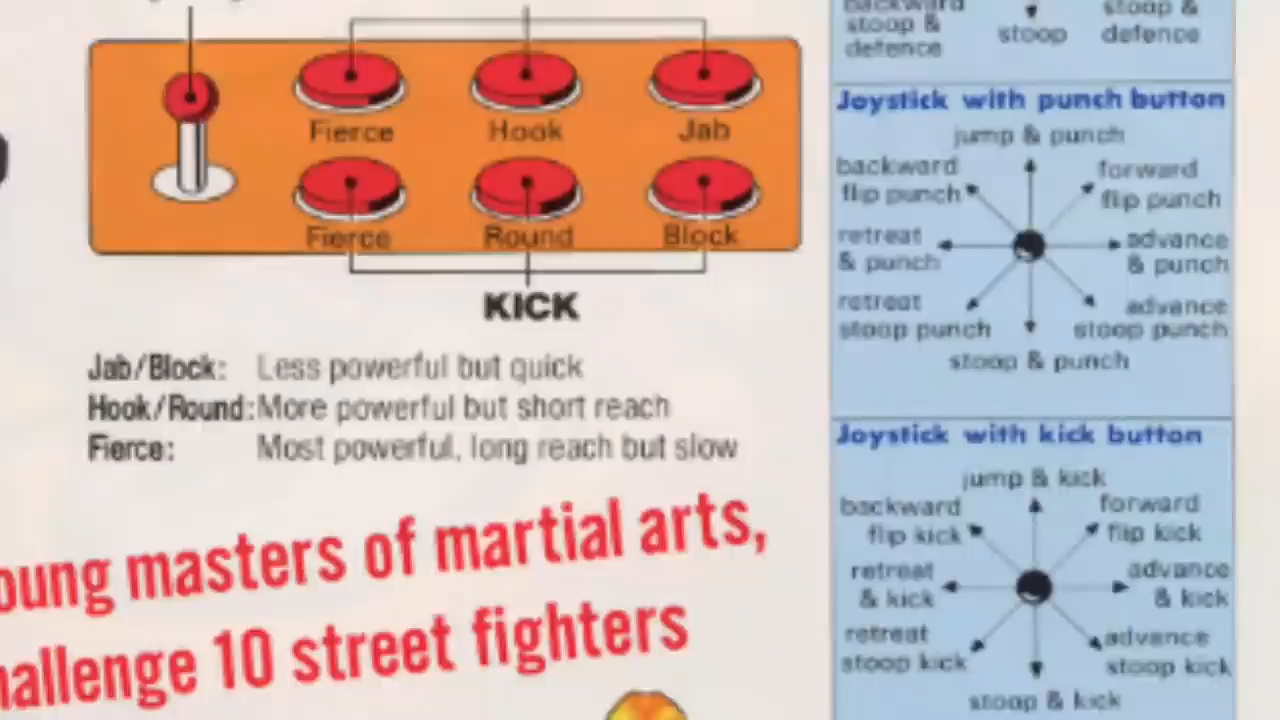 Fierce Hook Jab
Fierce Round Block
KICK
Jab/Block: Less powerful but quick
Hook/Round: More powerful but short reach
Fierce: Most powerful, long reach but slow
oung masters of martial arts,
hallenge 10 street fighters
backward
stoop &
defence
stoop
stoop &
defence
Joystick with punch button
jump & punch
backward
flip punch
forward
flip punch
retreat
& punch
advance
& punch
retreat
stoop punch
advance
stoop punch
stoop & punch
Joystick with kick button
jump & kick
backward
flip kick
forward
flip kick
retreat
& kick
advance
& kick
retreat
stoop kick
advance
stoop kick
stoop & kick